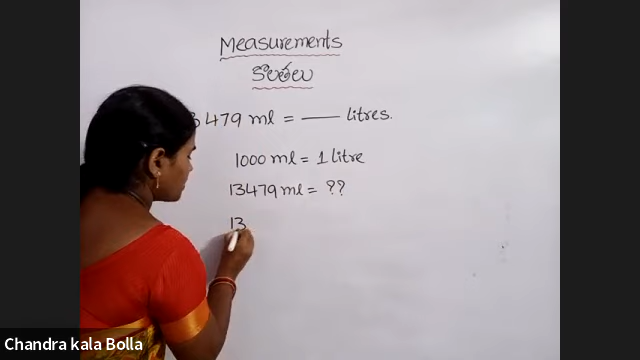 Measurements
కొలతలు
3479 ml = —— litres.
1000 ml = 1 litre
13479 ml = ??
13
Chandra kala Bolla